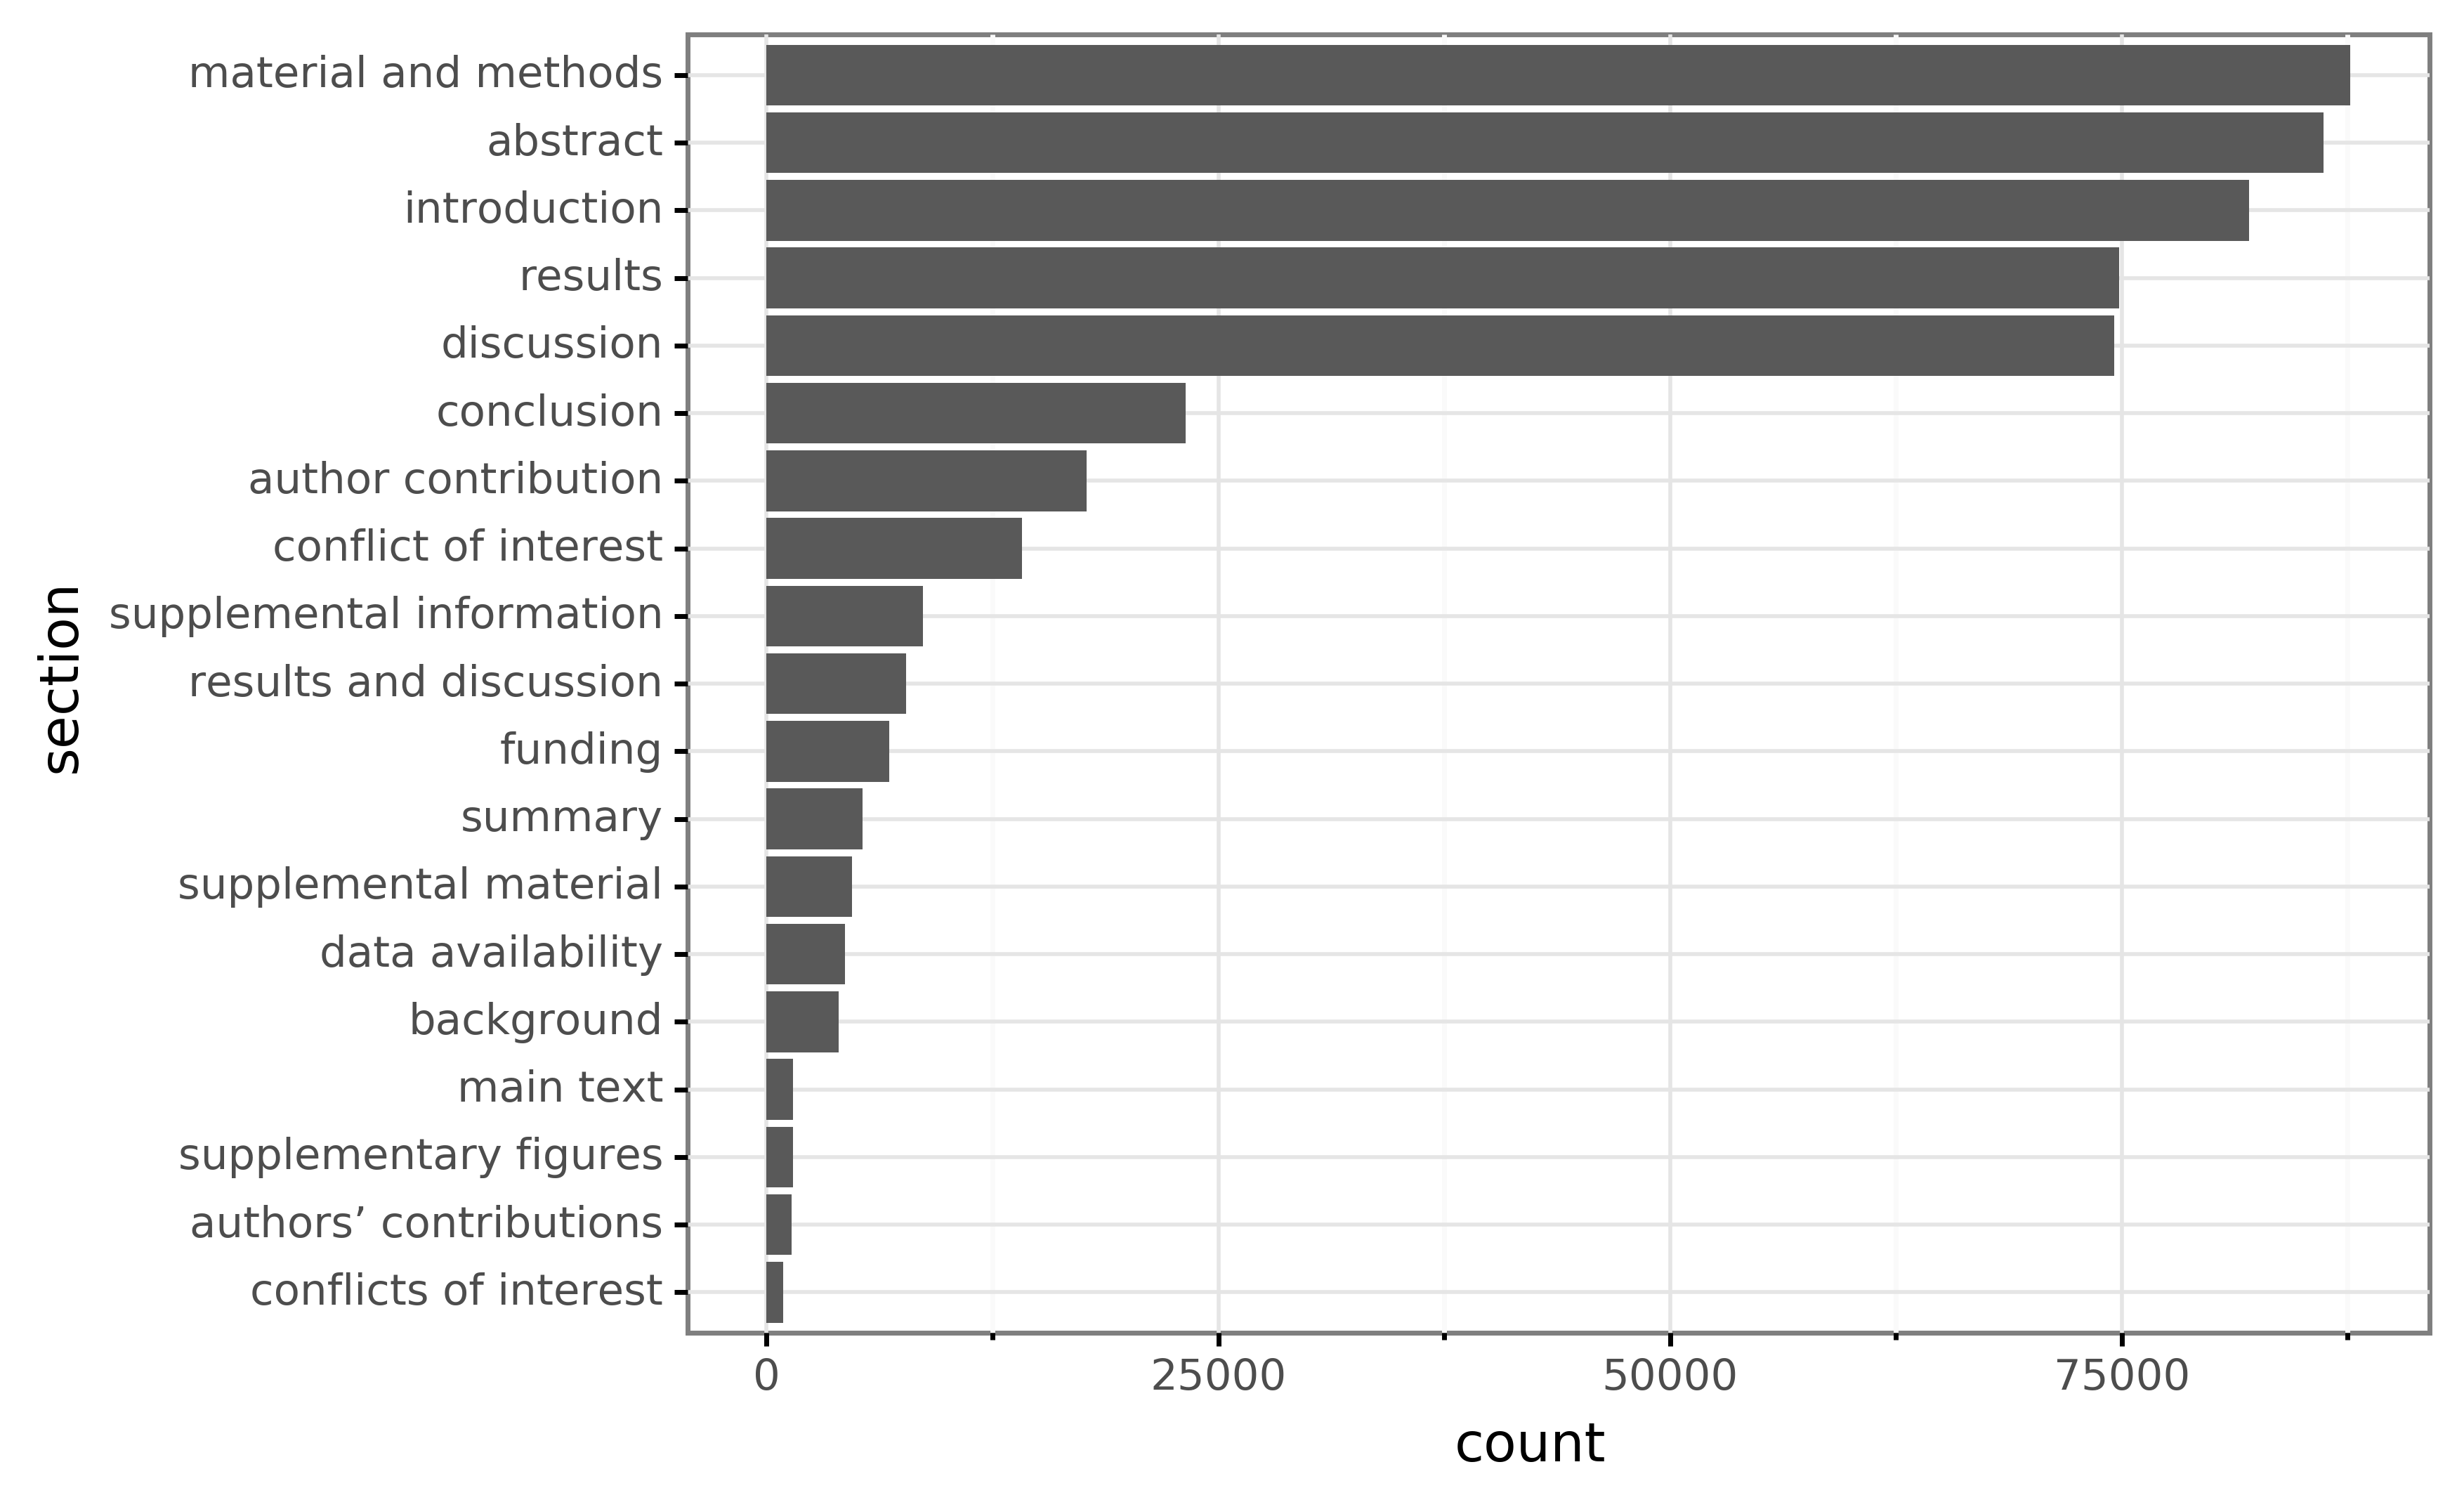 material and methods
abstract
introduction
results
discussion
conclusion
author contribution
conflict of interest
supplemental information
results and discussion
funding
summary
supplemental material
data availability
background
main text
supplementary figures
authors’ contributions
conflicts of interest
section
0 25000 50000 75000
count